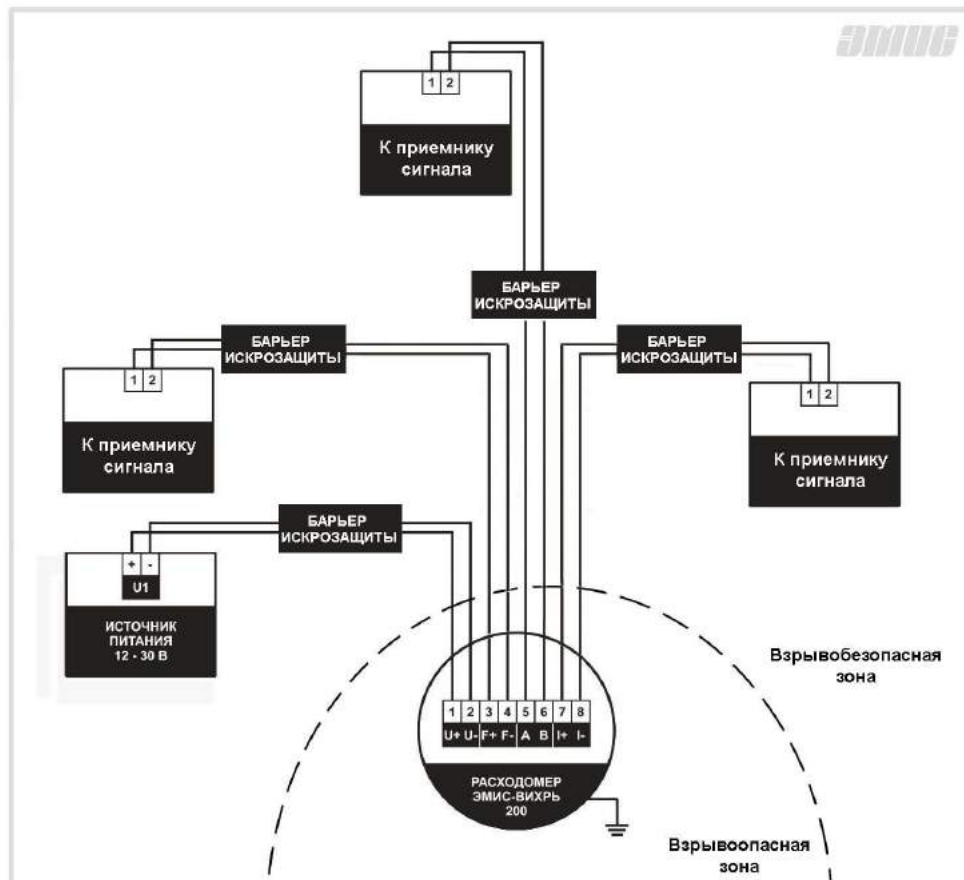 ЭМИС
1 2
К приемнику
сигнала
БАРЬЕР
ИСКРОЗАЩИТЫ
БАРЬЕР
ИСКРОЗАЩИТЫ
БАРЬЕР
ИСКРОЗАЩИТЫ
1 2
К приемнику
сигнала
1 2
К приемнику
сигнала
БАРЬЕР
ИСКРОЗАЩИТЫ
+ -
U1
ИСТОЧНИК
ПИТАНИЯ
12 - 30 В
Взрывобезопасная
зона
1 2 3 4 5 6 7 8
U+ U- F+ F- A B I+ I-
РАСХОДОМЕР
ЭМИС-ВИХРЬ
200
Взрывоопасная
зона